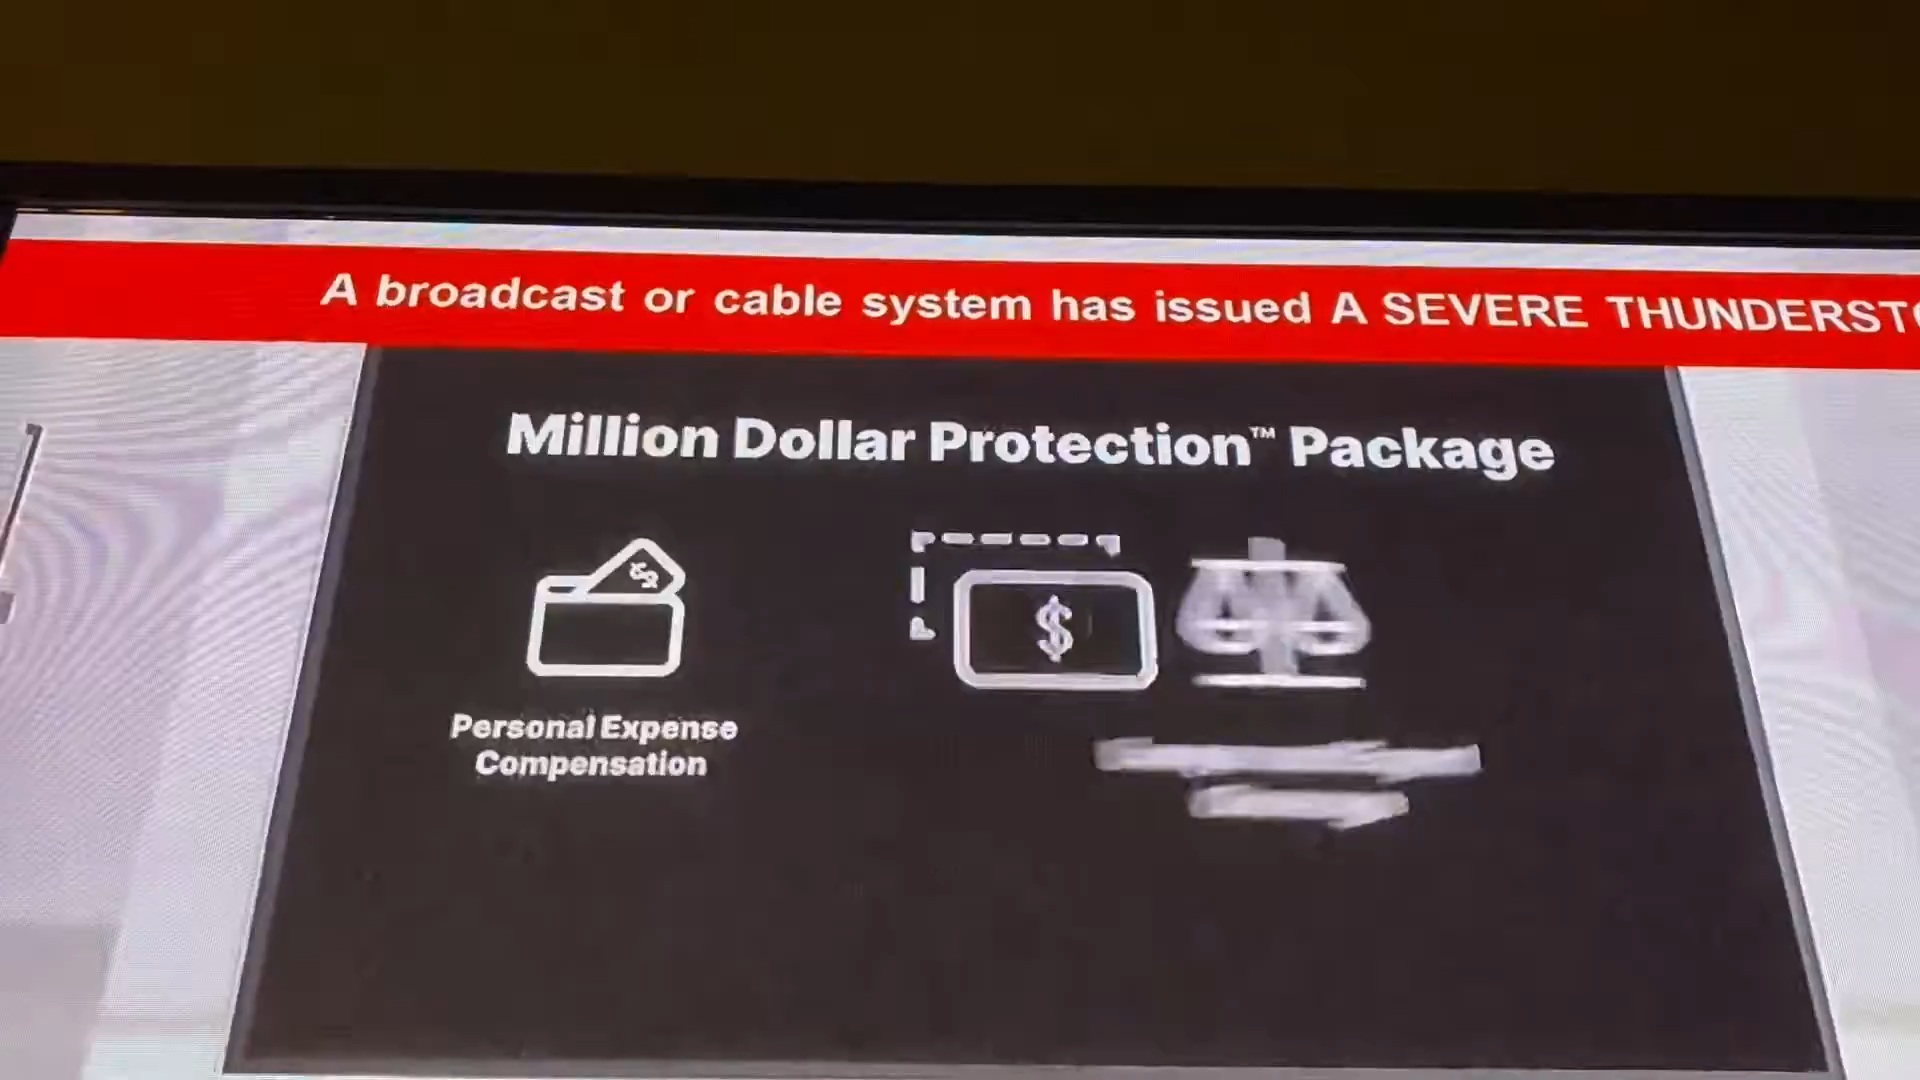 A broadcast or cable system has issued A SEVERE THUNDERST
Million Dollar Protection™ Package
$
$
Personal Expense
Compensation